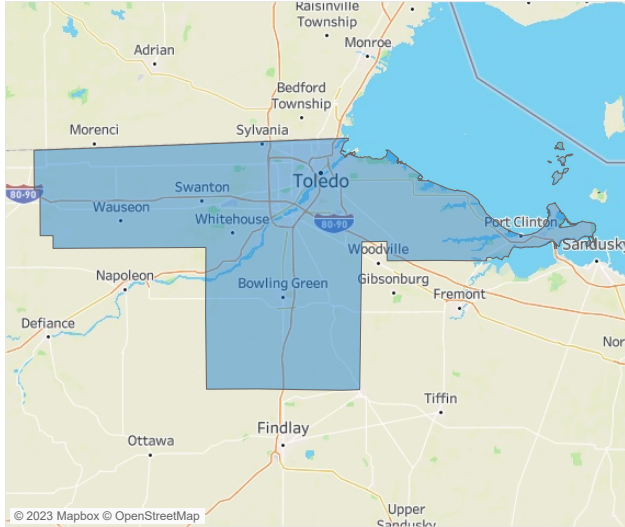 Raisinville
Township
Adrian
Monroe
Bedford
Township
Morenci
Sylvania
80-90
Swanton
Toledo
Wauseon
Whitehouse
80-90
Port Clinton
Woodville
Sandusky
Napoleon
Bowling Green
Gibsonburg
Fremont
Defiance
Nor
Tiffin
Findlay
Ottawa
Upper
Sandusky
© 2023 Mapbox © OpenStreetMap